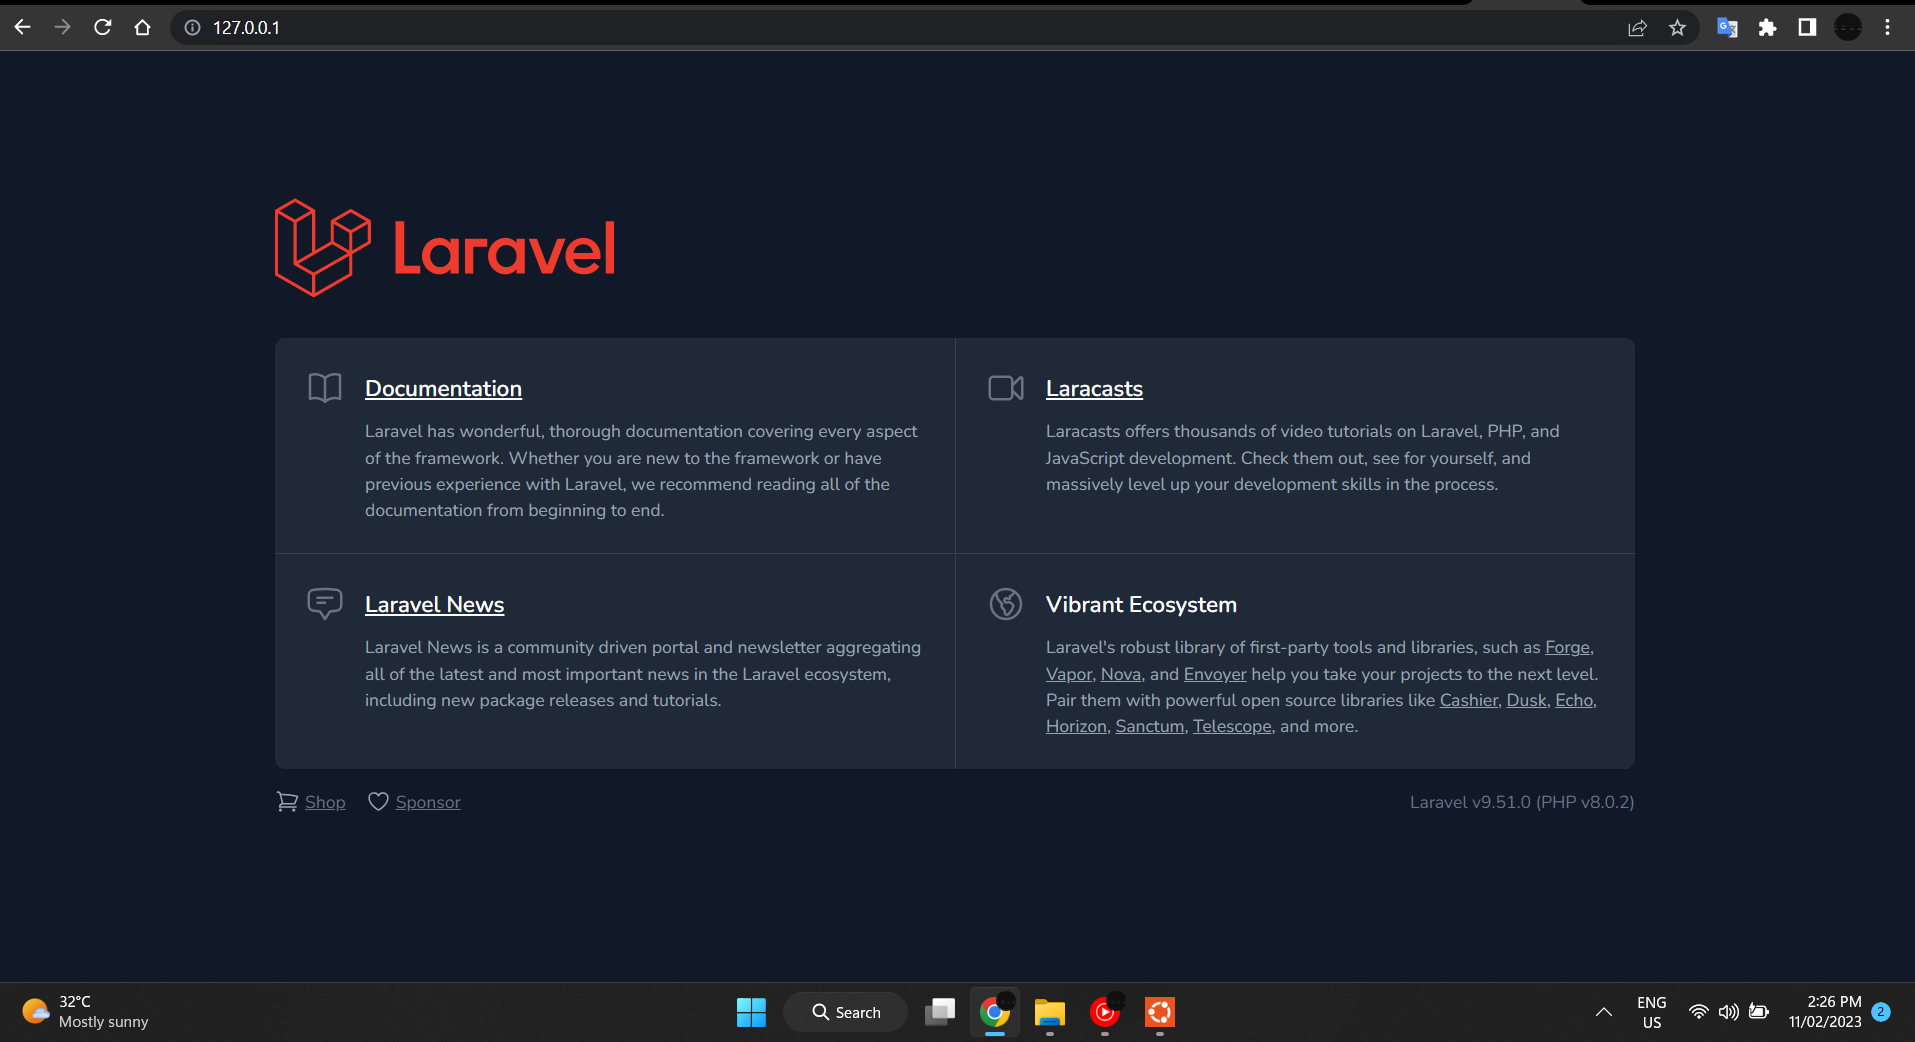 127.0.0.1
Laravel
Documentation
Laravel has wonderful, thorough documentation covering every aspect
of the framework. Whether you are new to the framework or have
previous experience with Laravel, we recommend reading all of the
documentation from beginning to end.
Laracasts
Laracasts offers thousands of video tutorials on Laravel, PHP, and
JavaScript development. Check them out, see for yourself, and
massively level up your development skills in the process.
Laravel News
Laravel News is a community driven portal and newsletter aggregating
all of the latest and most important news in the Laravel ecosystem,
including new package releases and tutorials.
Vibrant Ecosystem
Laravel's robust library of first-party tools and libraries, such as Forge,
Vapor, Nova, and Envoyer help you take your projects to the next level.
Pair them with powerful open source libraries like Cashier, Dusk, Echo,
Horizon, Sanctum, Telescope, and more.
Shop
Sponsor
Laravel v9.51.0 (PHP v8.0.2)
32°C
Mostly sunny
Search
ENG
US
2:26 PM
11/02/2023
2